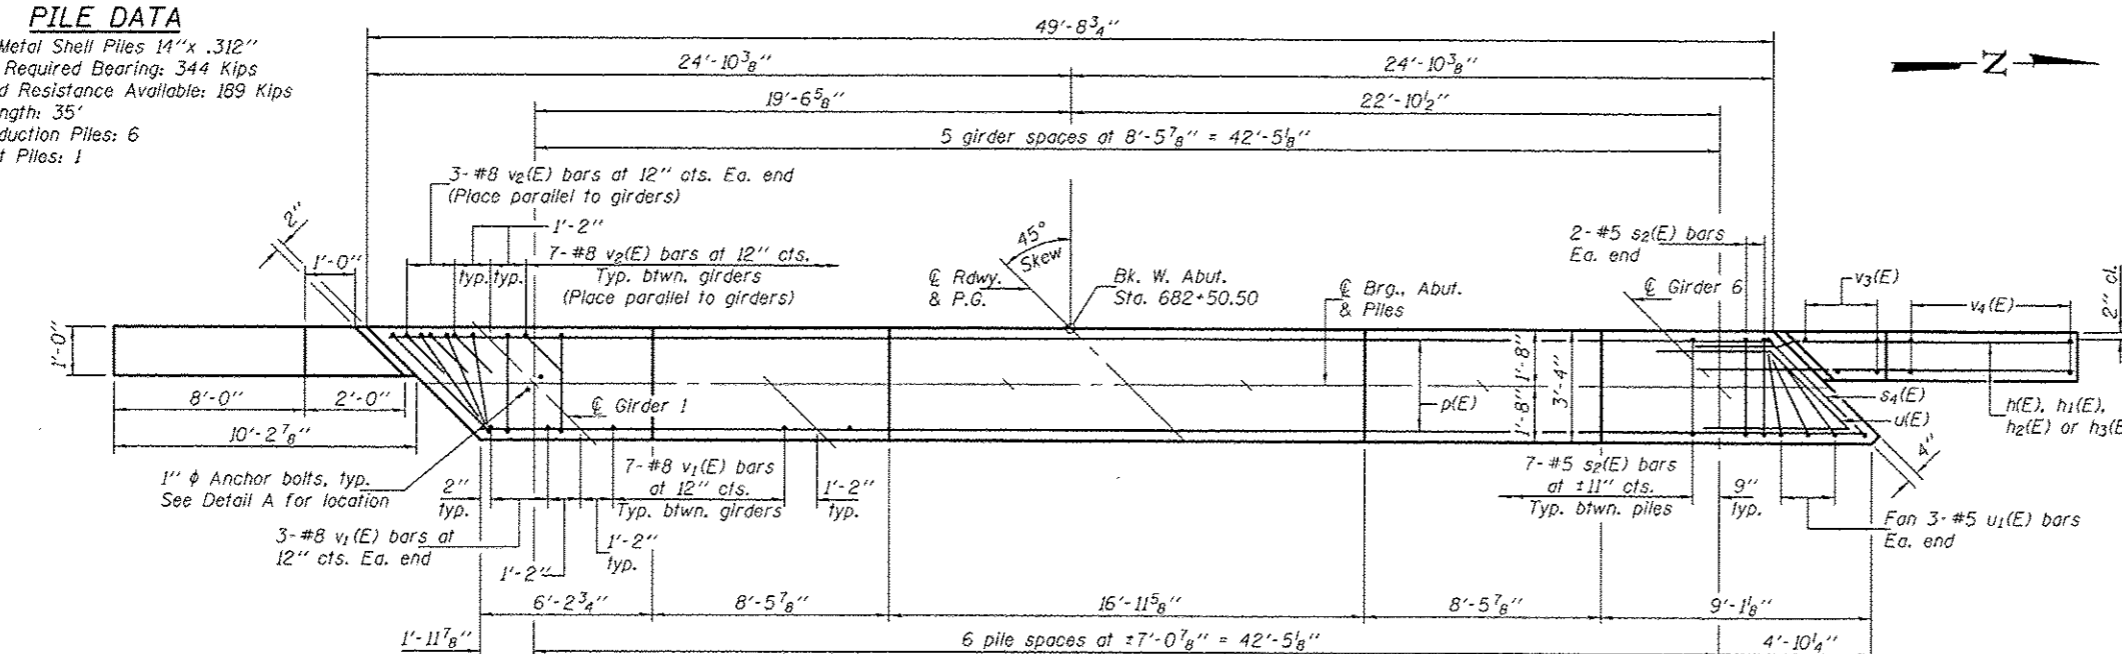 PILE DATA
Metal Shell Piles 14"x .312"
Required Bearing: 344 Kips
d Resistance Available: 189 Kips
ngth: 35'
duction Piles: 6
t Piles: 1
49'-8¾"
24'-10⅜"
24'-10⅜"
Z
19'-6⅝"
22'-10½"
5 girder spaces at 8'-5⅞" = 42'-5⅛"
3- #8 v2(E) bars at 12" cts. Ea. end
(Place parallel to girders)
2"
1'-0"
1'-2"
typ.
typ.
7- #8 v2(E) bars at 12" cts.
Typ. btwn. girders
(Place parallel to girders)
45°
Skew
℄ Rdwy.
& P.G.
Bk. W. Abut.
Sta. 682+50.50
℄ Brg., Abut.
& Piles
2- #5 s2(E) bars
Ea. end
℄ Girder 6
v3(E)
v4(E)
2" cl.
1'-0"
8'-0"
2'-0"
10'-2⅞"
℄ Girder 1
p(E)
1'-8"
1'-8"
3'-4"
s4(E)
u(E)
h(E), h1(E),
h2(E) or h3(E
4"
1" ϕ Anchor bolts, typ.
See Detail A for location
2"
typ.
7- #8 v1(E) bars
at 12" cts.
Typ. btwn. girders
1'-2"
typ.
3- #8 v1(E) bars at
12" cts. Ea. end
1'-2"
1'-2"
typ.
7- #5 s2(E) bars
at ±11" cts.
Typ. btwn. piles
9"
typ.
Fan 3- #5 u1(E) bars
Ea. end
6'-2¾"
8'-5⅞"
16'-11⅝"
8'-5⅞"
9'-1⅛"
1'-11⅞"
6 pile spaces at ±7'-0⅞" = 42'-5⅛"
4'-10¼"